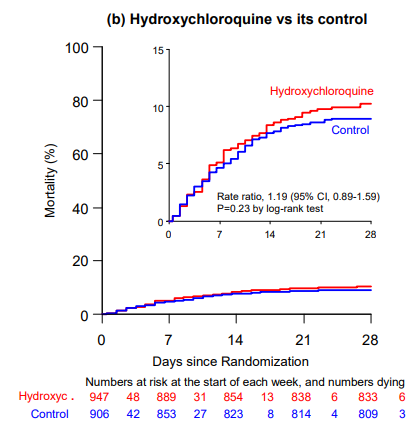 (b) Hydroxychloroquine vs its control
100
80
60
40
20
0
Mortality (%)
15
10
5
0
Hydroxychloroquine
Control
Rate ratio, 1.19 (95% CI, 0.89-1.59)
P=0.23 by log-rank test
0 7 14 21 28
0 7 14 21 28
Days since Randomization
Numbers at risk at the start of each week, and numbers dying
Hydroxyc . 947 48 889 31 854 13 838 6 833 6
Control 906 42 853 27 823 8 814 4 809 3